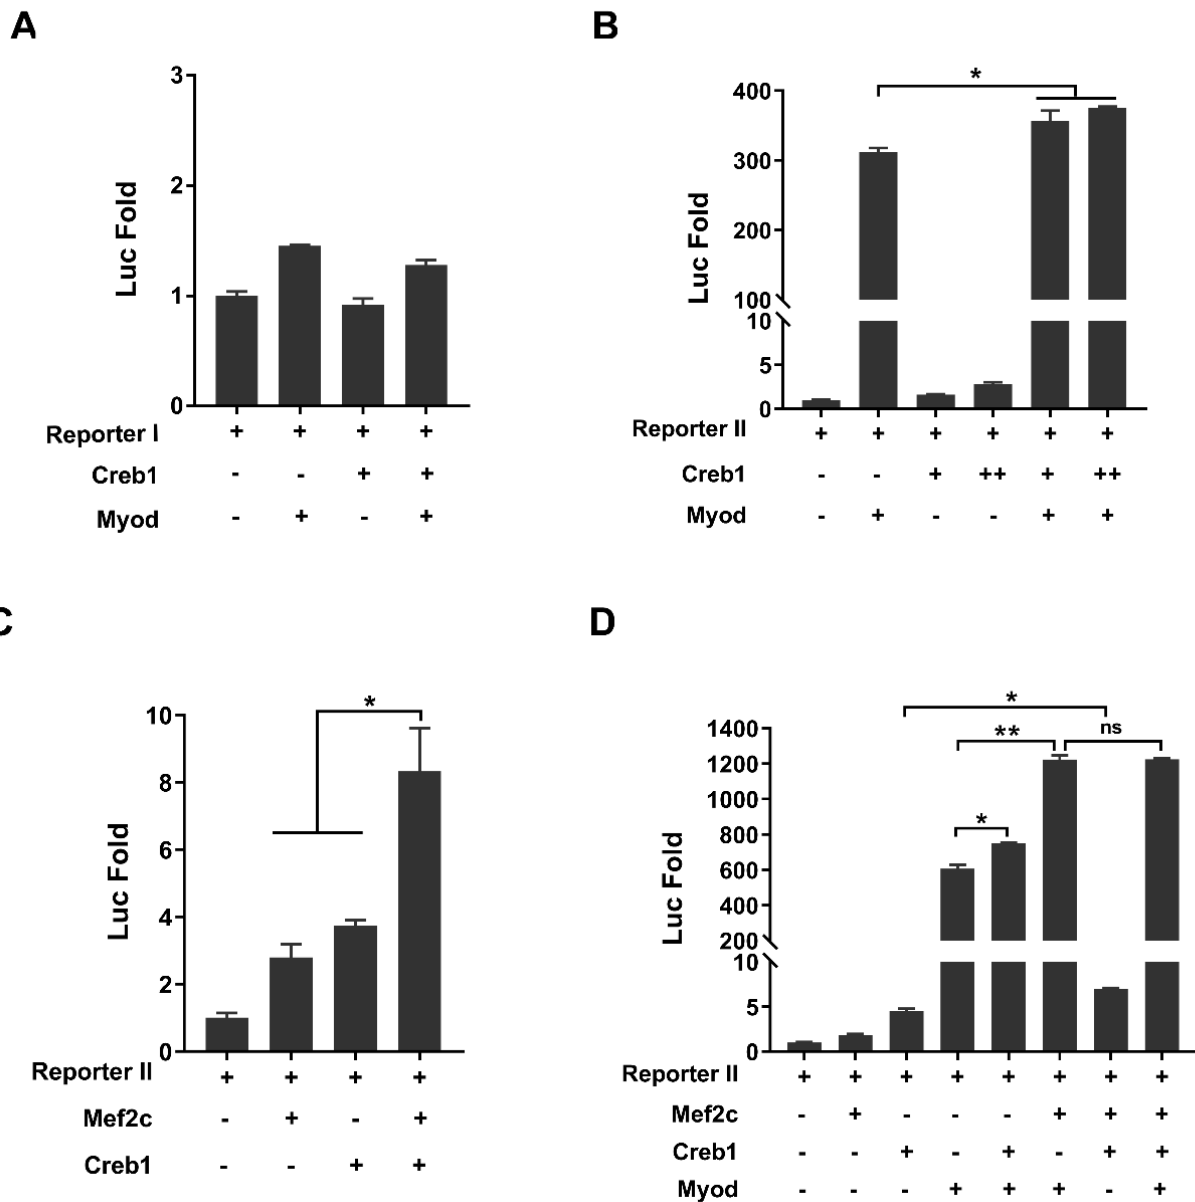 A
3
2
1
0
Luc Fold
Reporter I + + + +
Creb1 - - + +
Myod - + - +
B
*
400
300
200
100
10
5
0
Luc Fold
Reporter II + + + + + +
Creb1 - - + ++ + ++
Myod - + - - + +
C
*
10
8
6
4
2
0
Luc Fold
Reporter II + + + +
Mef2c - + - +
Creb1 - - + +
D
*
** ns
*
1400
1200
1000
800
600
400
200
10
5
0
Luc Fold
Reporter II + + + + + + + +
Mef2c - + - - - + + +
Creb1 - - + - + - + +
Myod - - - + + + - +